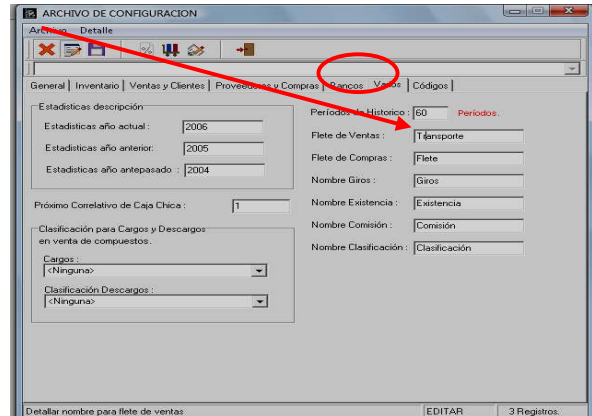 ARCHIVO DE CONFIGURACION
Archivo Detalle
General Inventario Ventas y Clientes Proveedores y Compras Bancos Varios Códigos
Estadisticas descripción
Estadisticas año actual : 2006
Estadisticas año anterior: 2005
Estadisticas año antepasado : 2004
Próximo Correlativo de Caja Chica : 1
Clasificación para Cargos y Descargos
en venta de compuestos.
Cargos :
<Ninguna>
Clasificación Descargos :
<Ninguna>
Períodos de Historico : 60 Períodos.
Flete de Ventas : Transporte
Flete de Compras : Flete
Nombre Giros : Giros
Nombre Existencia : Existencia
Nombre Comisión : Comisión
Nombre Clasificación : Clasificación
Detallar nombre para flete de ventas EDITAR 3 Registros.